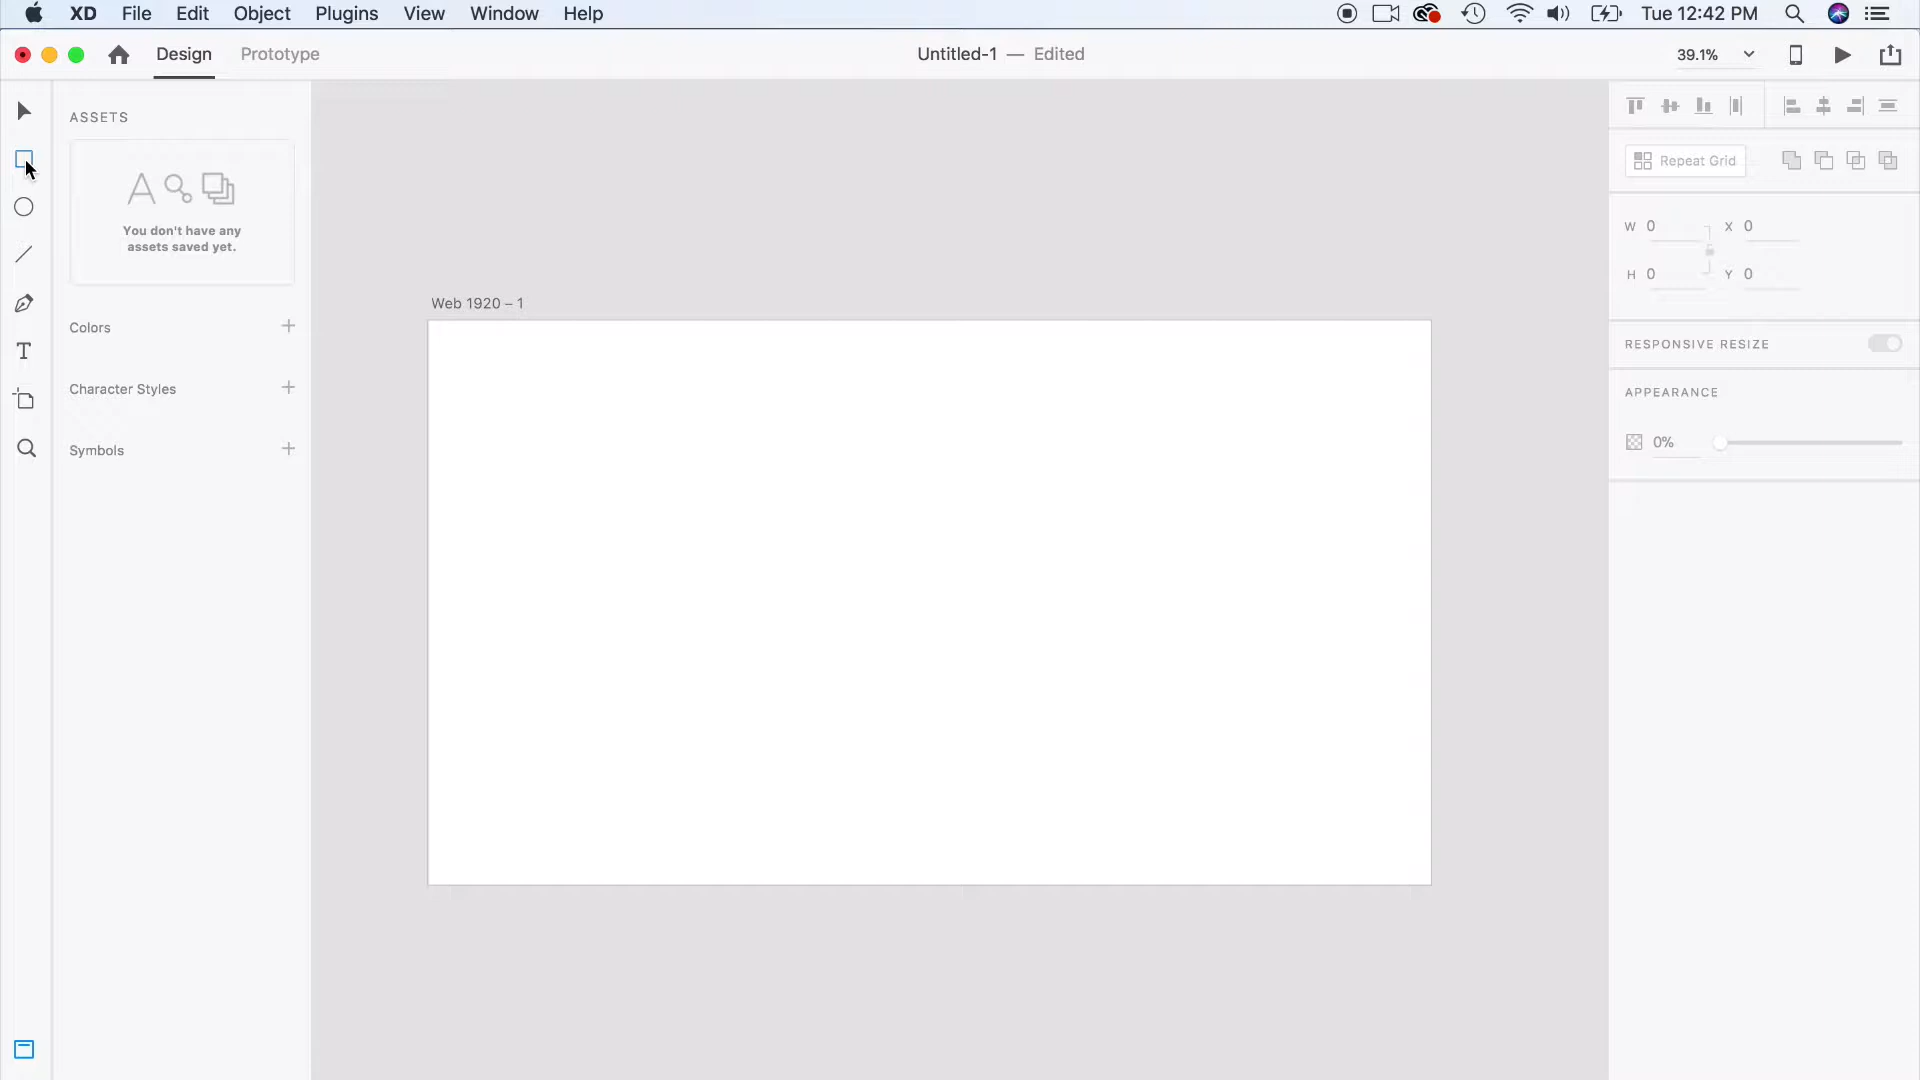 XD File Edit Object Plugins View Window Help Tue 12:42 PM
Design Prototype Untitled-1 — Edited 39.1%
ASSETS
You don't have any
assets saved yet.
Colors
Character Styles
Symbols
Web 1920 – 1
Repeat Grid
W 0 X 0
H 0 Y 0
RESPONSIVE RESIZE
APPEARANCE
0%